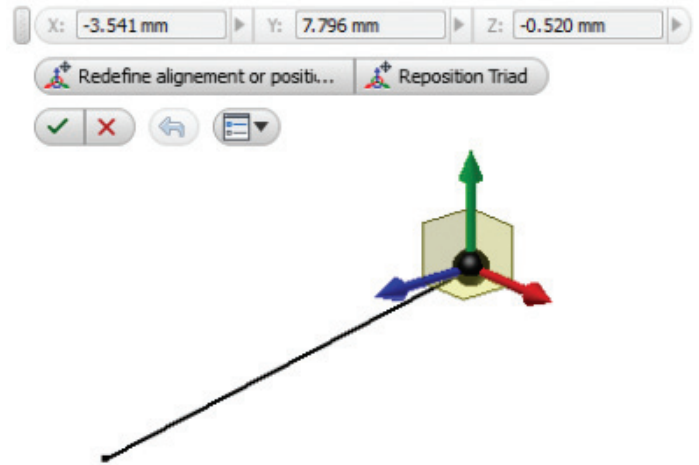 X: -3.541 mm Y: 7.796 mm Z: -0.520 mm
Redefine alignement or positi... Reposition Triad